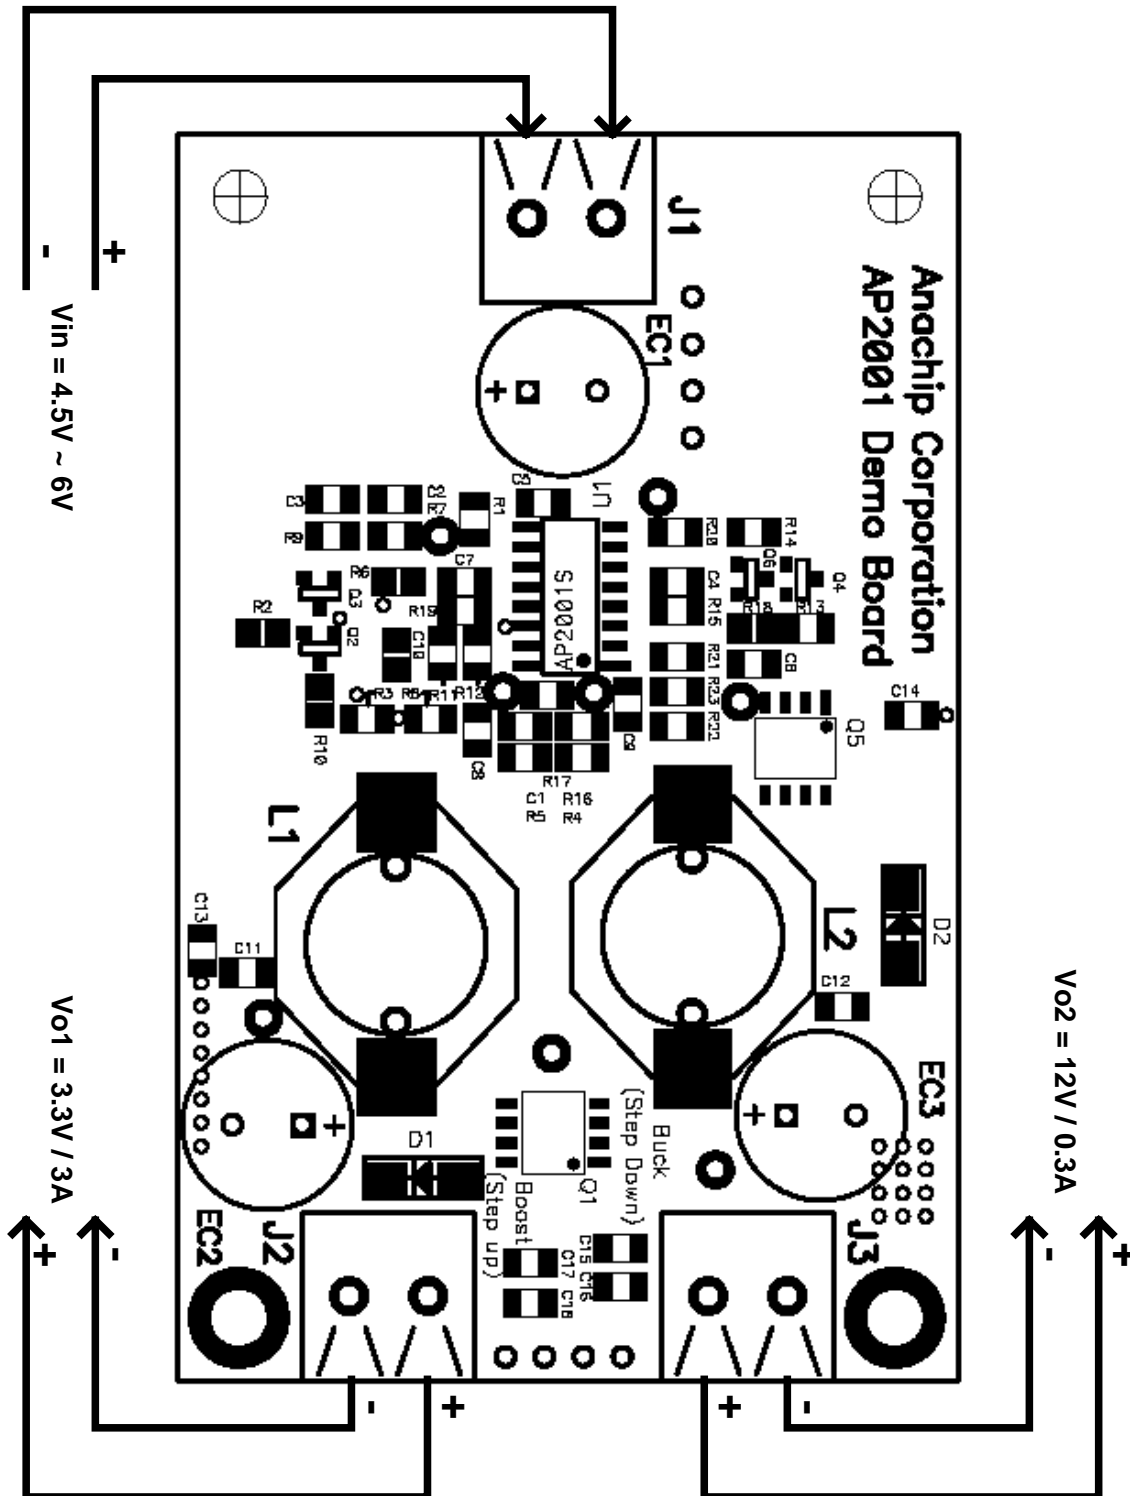 -
+
Vin = 4.5V ~ 6V
J1
Anachip Corporation
AP2001 Demo Board
EC1
+
C5
U1
C3
C2
R7
R1
R9
R20
R14
R6
C7
Q3
Q6
Q4
R19
C4
R15
R2
Q2
C10
AP2001S
R18
R13
R21
C8
R3
R11
R12
R23
C14
R10
C9
R22
Q5
R17
C1
R16
R5
R4
L1
L2
D2
C13
C11
C12
Vo1 = 3.3V / 3A
Vo2 = 12V / 0.3A
EC3
+
+
D1
Q1
Buck
(Step Down)
Boost
(Step up)
EC2
J2
J3
C15
C16
C17
C18
+
-
-
+
-
+
+
-